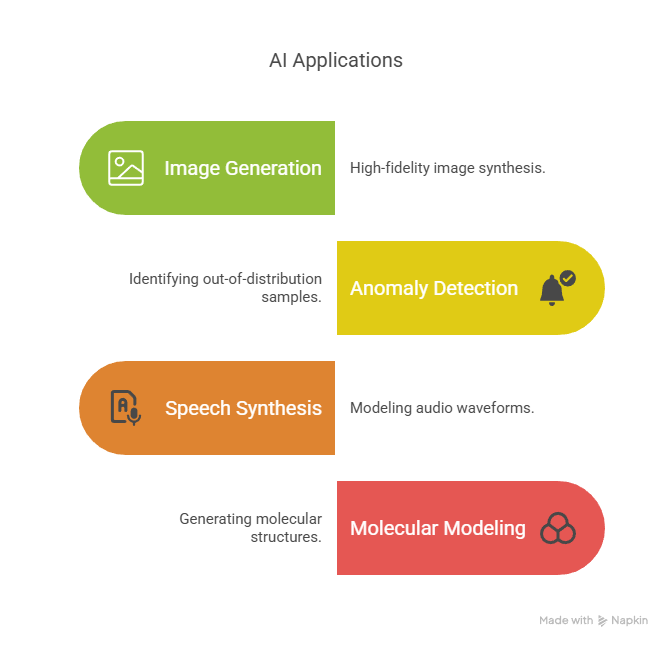 AI Applications
Image Generation
High-fidelity image synthesis.
Identifying out-of-distribution
samples.
Anomaly Detection
Speech Synthesis
Modeling audio waveforms.
Generating molecular
structures.
Molecular Modeling
Made with Napkin